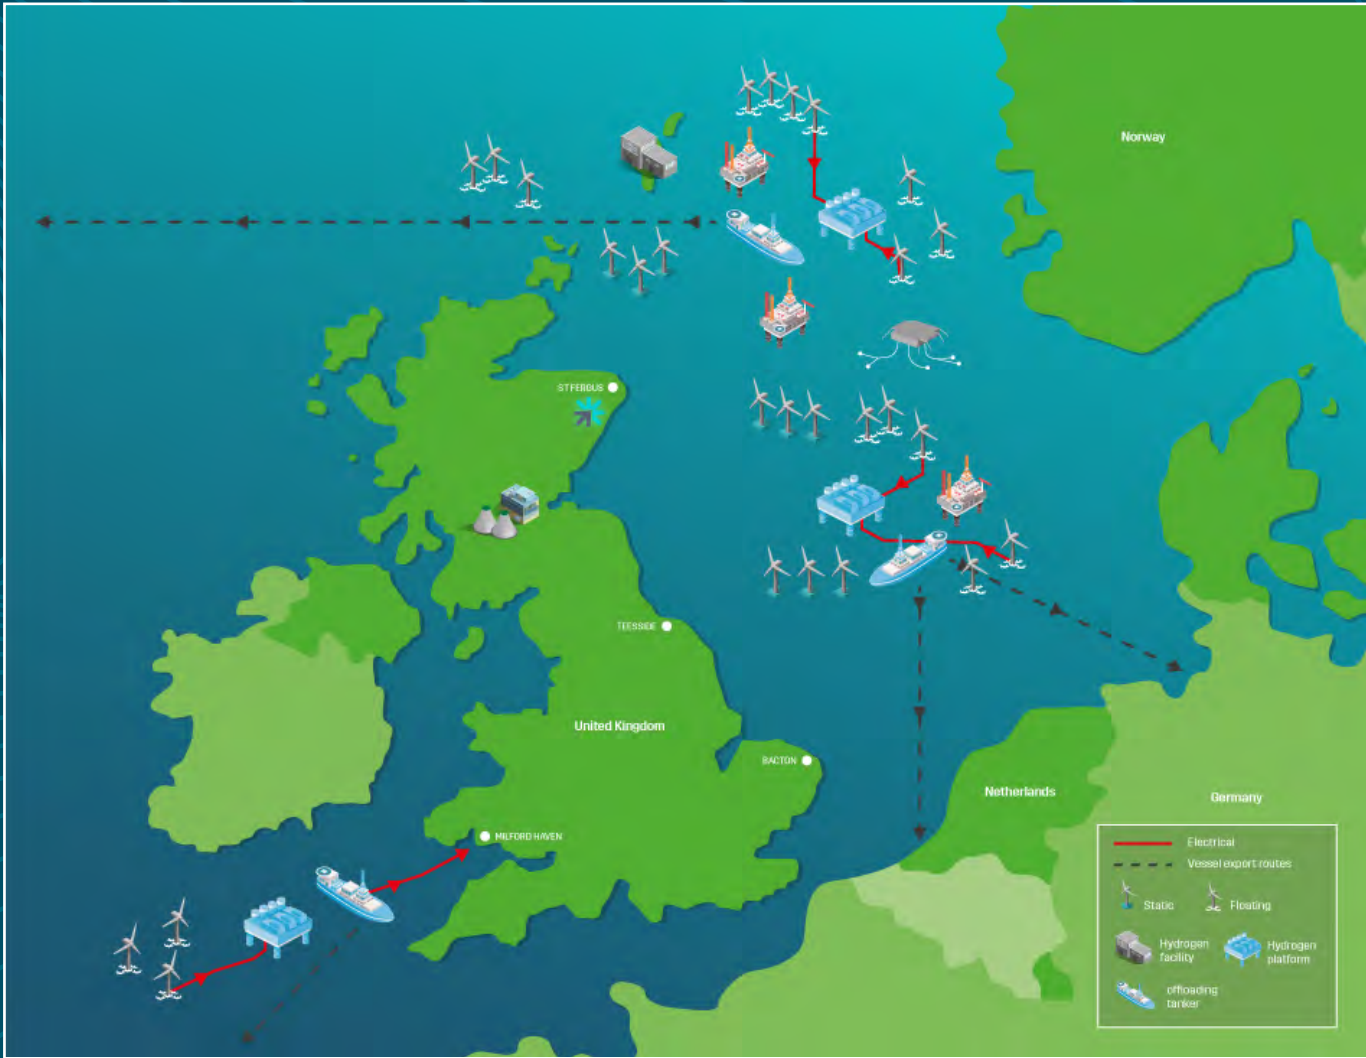 Norway
ST FERGUS
TEESSIDE
United Kingdom
BACTON
Netherlands
Germany
MILFORD HAVEN
Electrical
Vessel export routes
Static
Floating
Hydrogen
facility
Hydrogen
platform
offloading
tanker